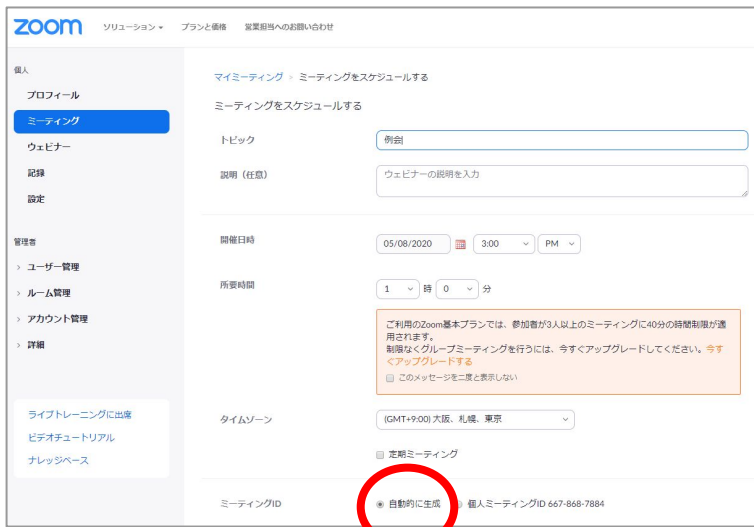 zoom ソリューション プランと価格 営業担当へのお問い合わせ
個人
プロフィール
ミーティング
ウェビナー
記録
設定
管理者
> ユーザー管理
> ルーム管理
> アカウント管理
> 詳細
ライブトレーニングに出席
ビデオチュートリアル
ナレッジベース
マイミーティング > ミーティングをスケジュールする
ミーティングをスケジュールする
トピック 例会
説明（任意） ウェビナーの説明を入力
開催日時 05/08/2020 3:00 PM
所要時間 1 時 0 分
ご利用のZoom基本プランでは、参加者が3人以上のミーティングに40分の時間制限が適
用されます。
制限なくグループミーティングを行うには、今すぐアップグレードしてください。今す
ぐアップグレードする
このメッセージを二度と表示しない
タイムゾーン (GMT+9:00) 大阪、札幌、東京
定期ミーティング
ミーティングID 自動的に生成 個人ミーティングID 667-868-7884